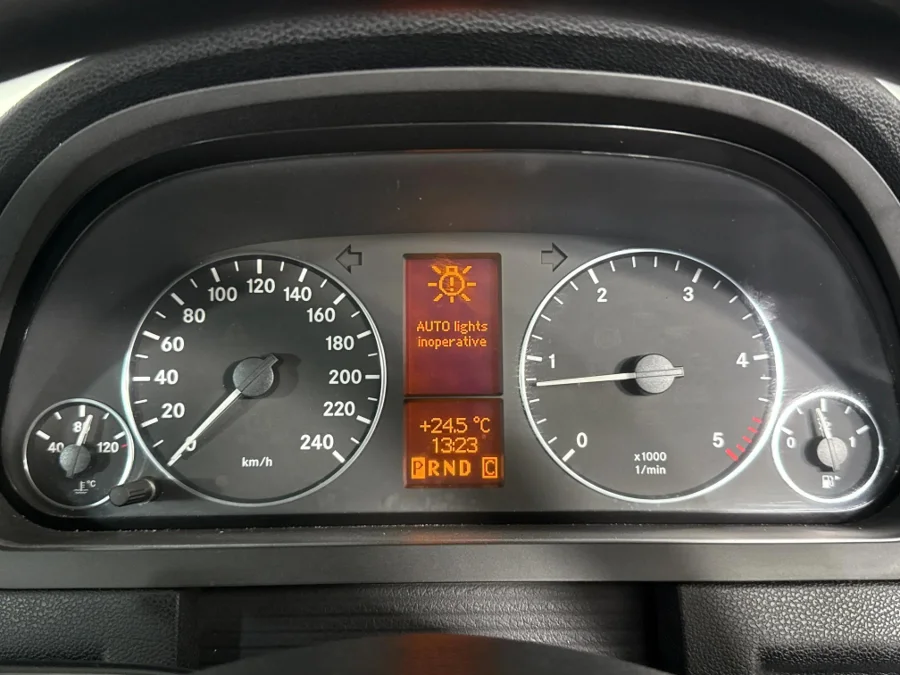 AUTO lights
inoperative
+24.5 °C
13:23
P R N D C
0 20 40 60 80 100 120 140 160 180 200 220 240
km/h
0 1 2 3 4 5
x1000
1/min
40 80 120
°C
0 1